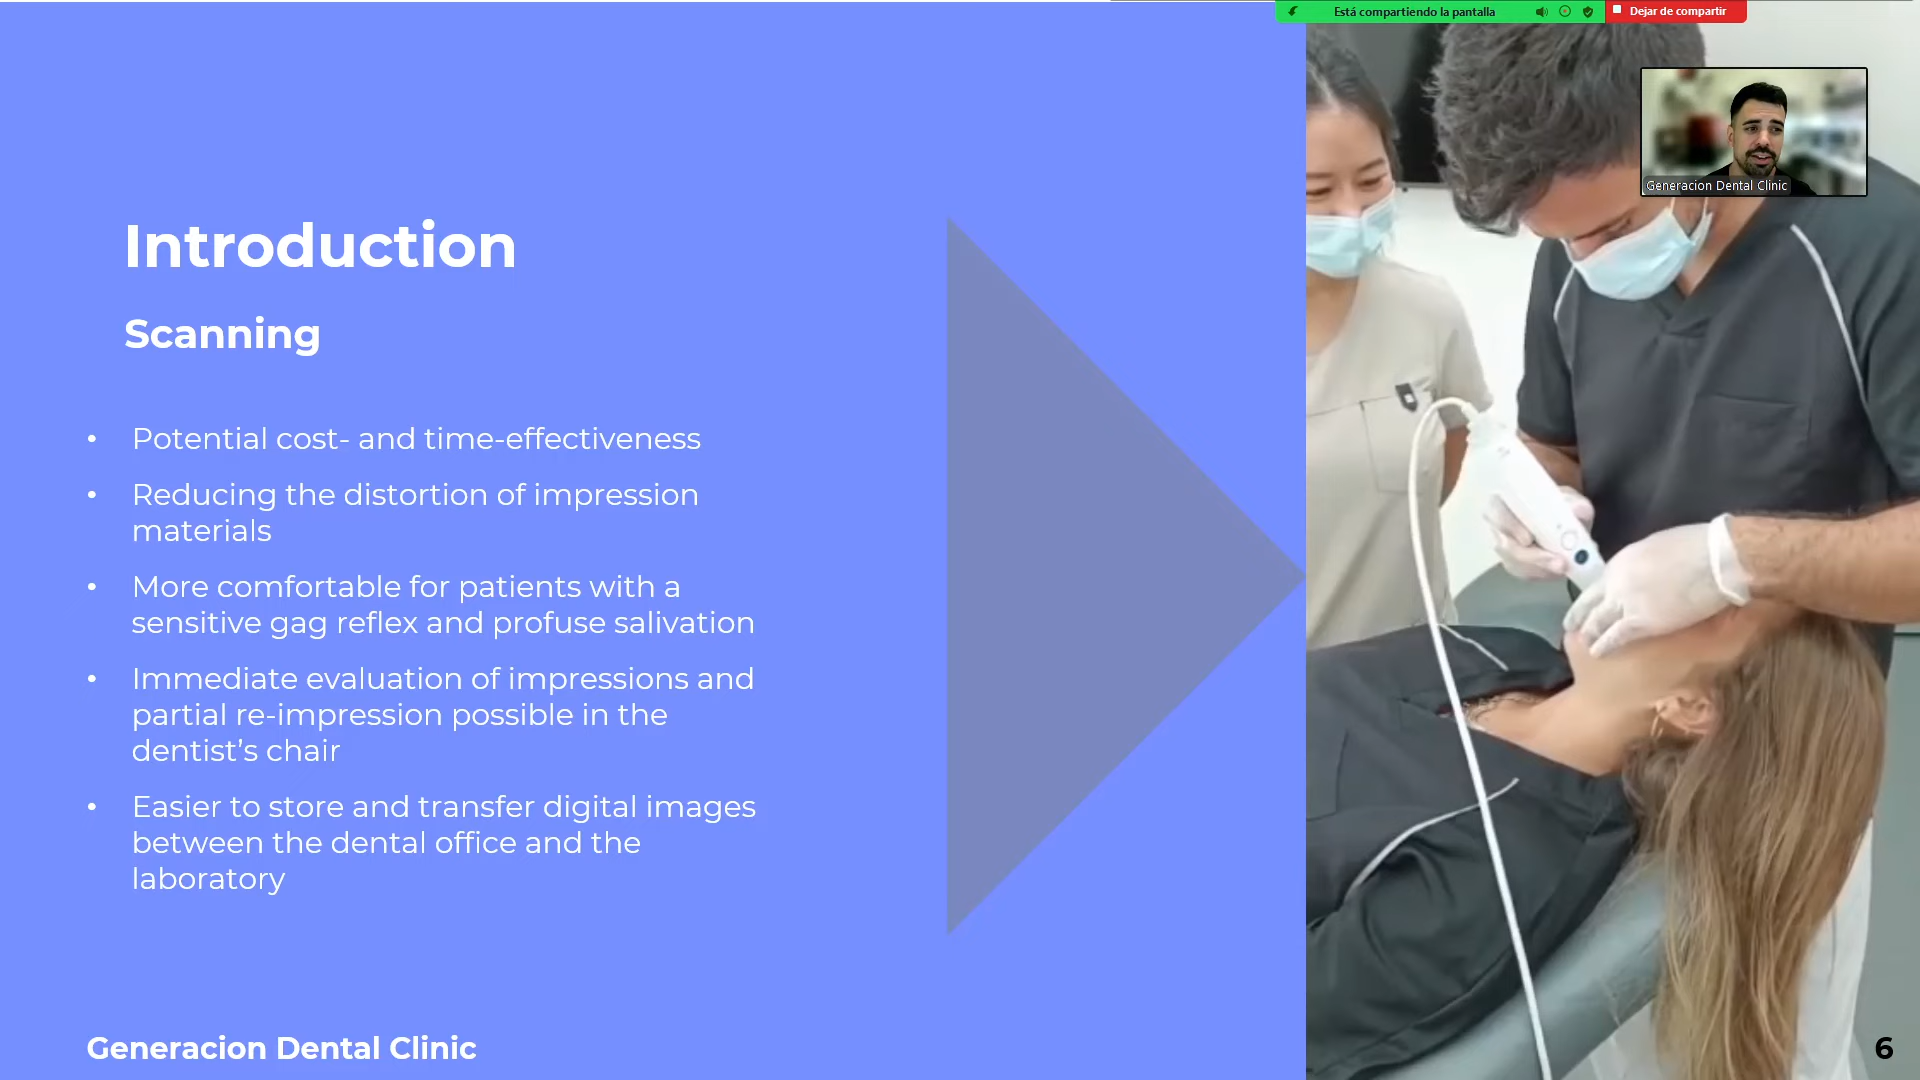 Está compartiendo la pantalla
Dejar de compartir
Generacion Dental Clinic
Introduction
Scanning
• Potential cost- and time-effectiveness
• Reducing the distortion of impression
materials
• More comfortable for patients with a
sensitive gag reflex and profuse salivation
• Immediate evaluation of impressions and
partial re-impression possible in the
dentist’s chair
• Easier to store and transfer digital images
between the dental office and the
laboratory
Generacion Dental Clinic
6